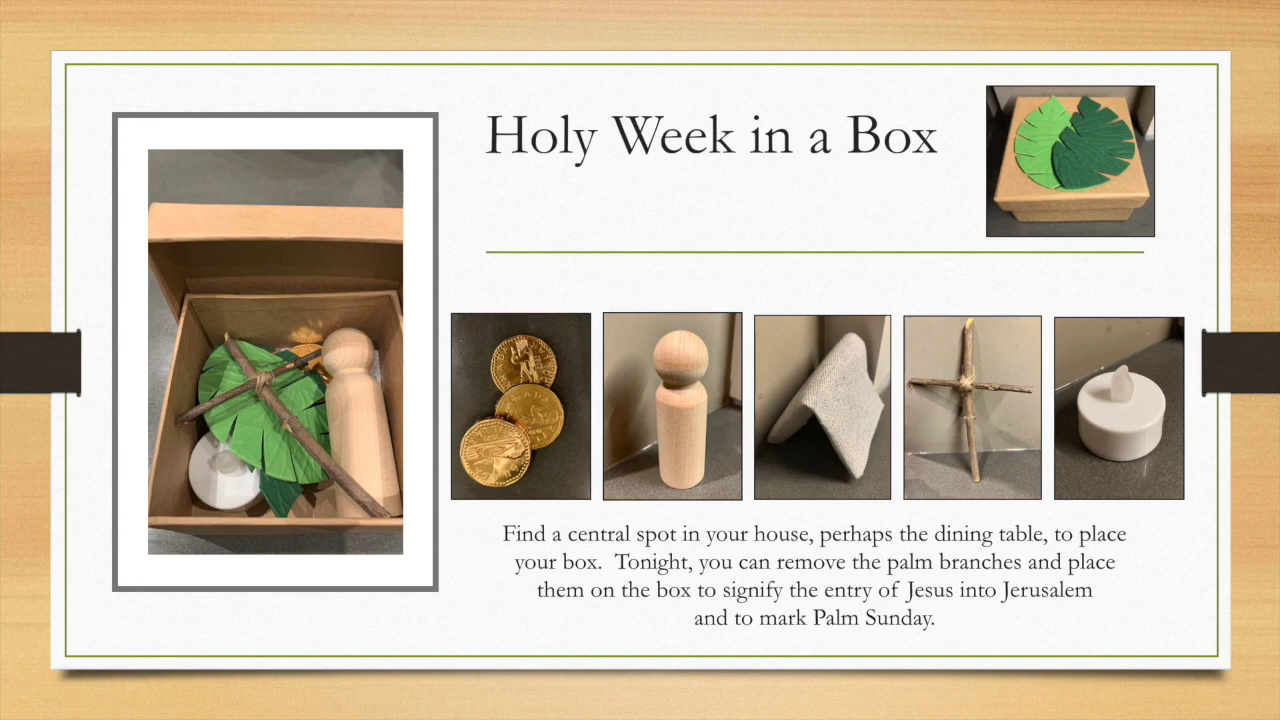 Holy Week in a Box
Find a central spot in your house, perhaps the dining table, to place
your box.  Tonight, you can remove the palm branches and place
them on the box to signify the entry of Jesus into Jerusalem
and to mark Palm Sunday.